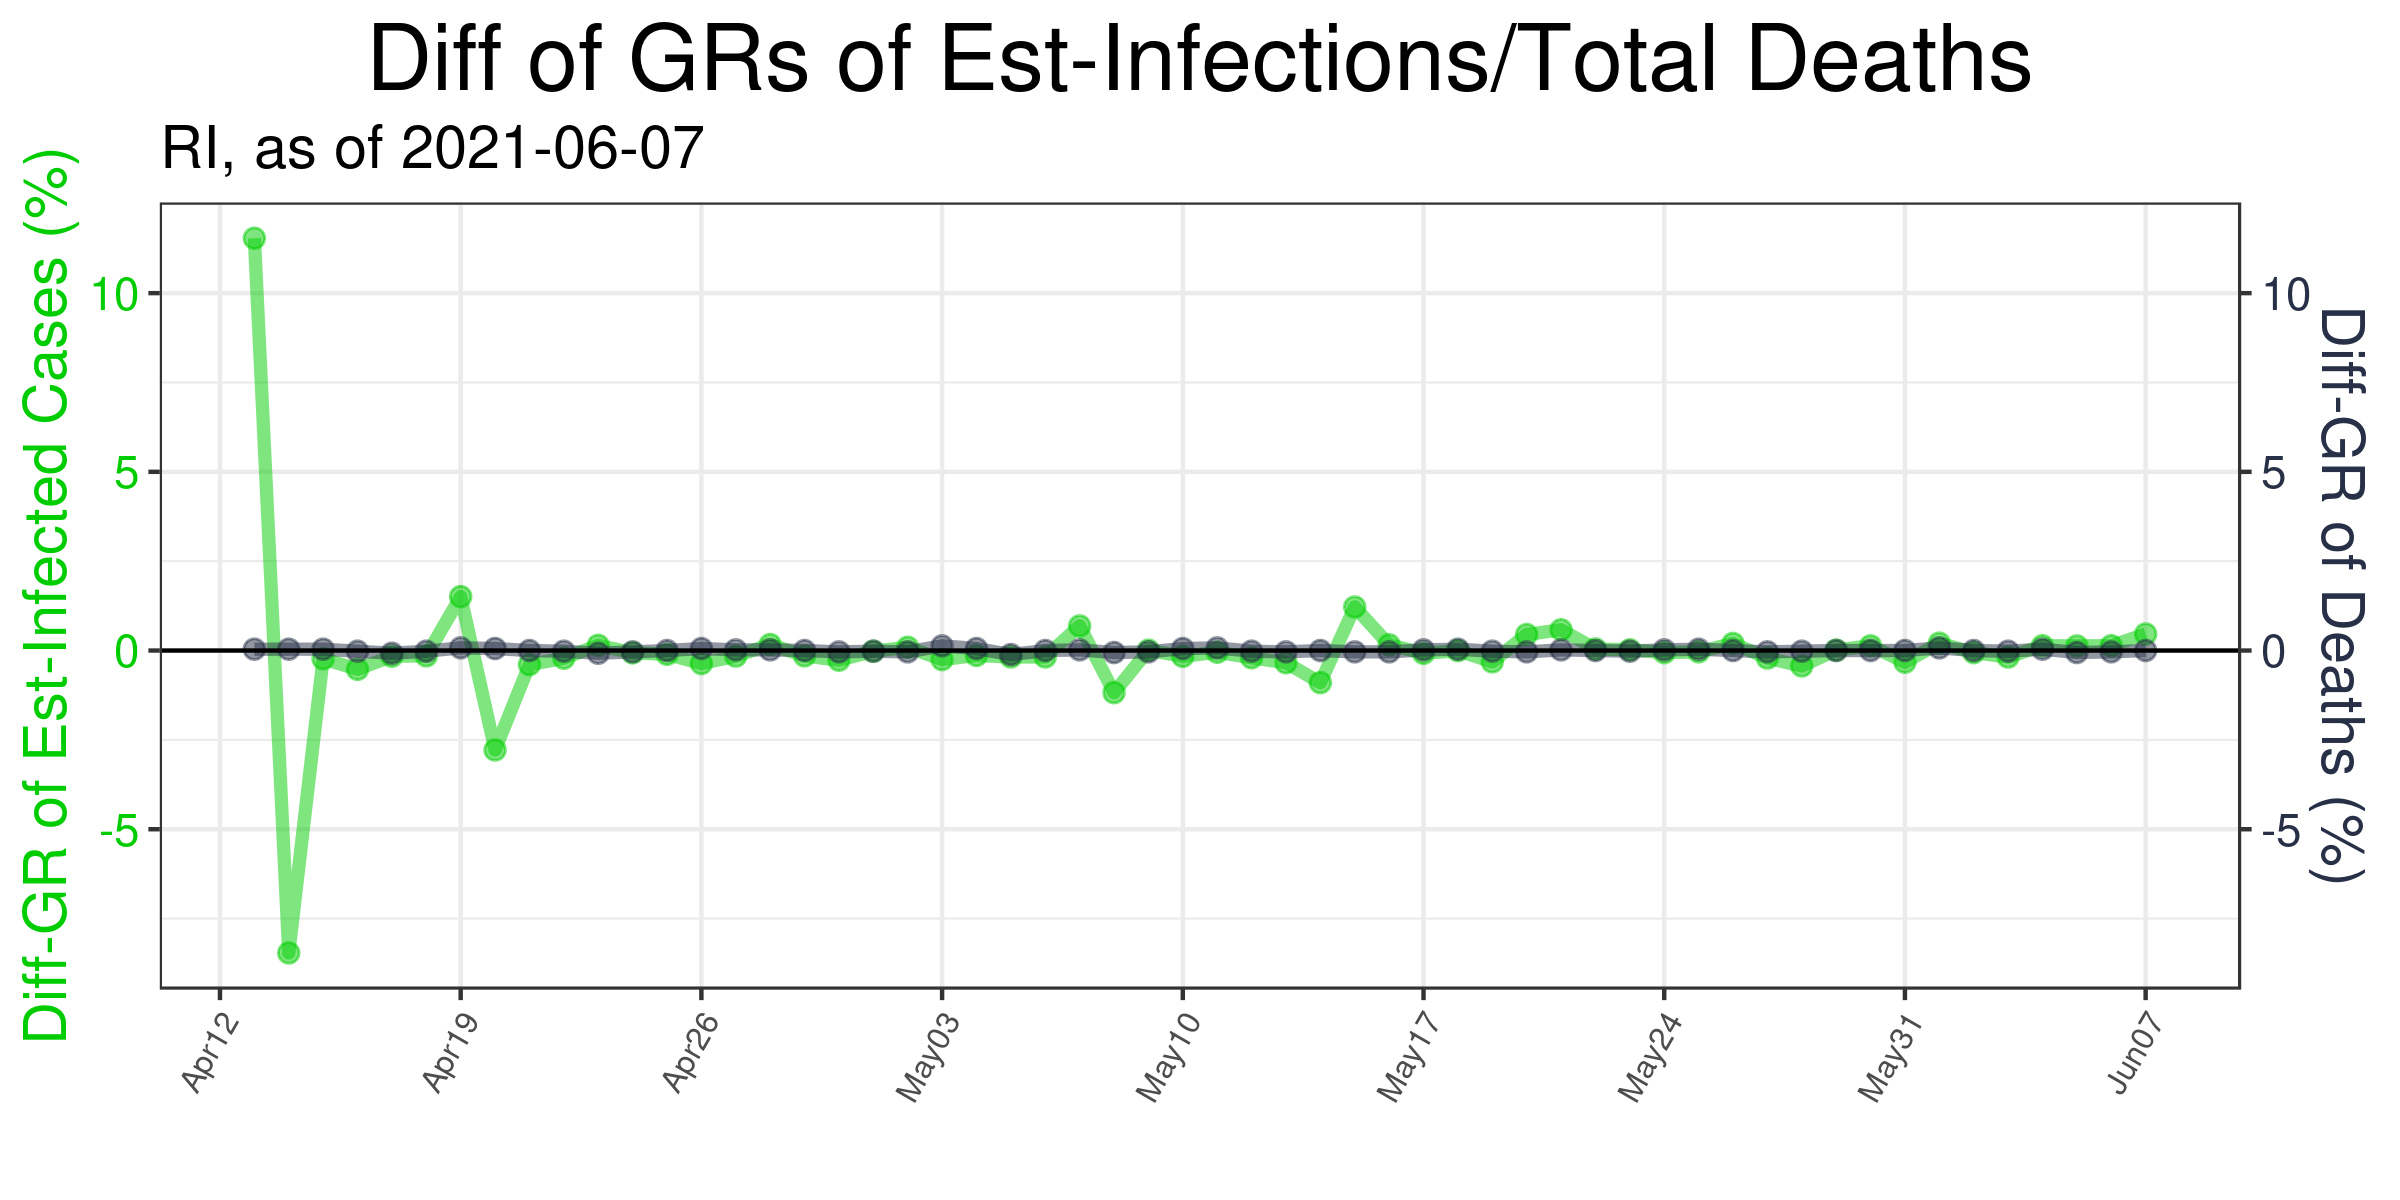 Diff of GRs of Est-Infections/Total Deaths
RI, as of 2021-06-07
Diff-GR of Est-Infected Cases (%)
10
5
0
-5
10
5
0
-5
Diff-GR of Deaths (%)
Apr12
Apr19
Apr26
May03
May10
May17
May24
May31
Jun07